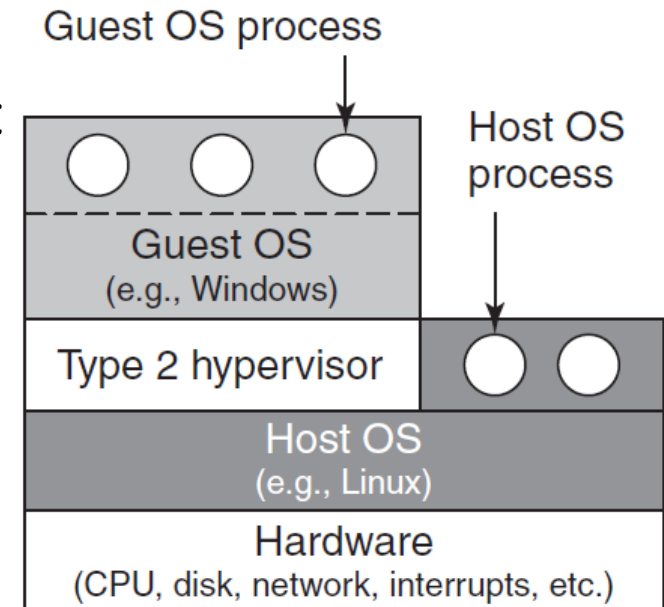 Guest OS process
:
Host OS
process
Guest OS
(e.g., Windows)
Type 2 hypervisor
Host OS
(e.g., Linux)
Hardware
(CPU, disk, network, interrupts, etc.)